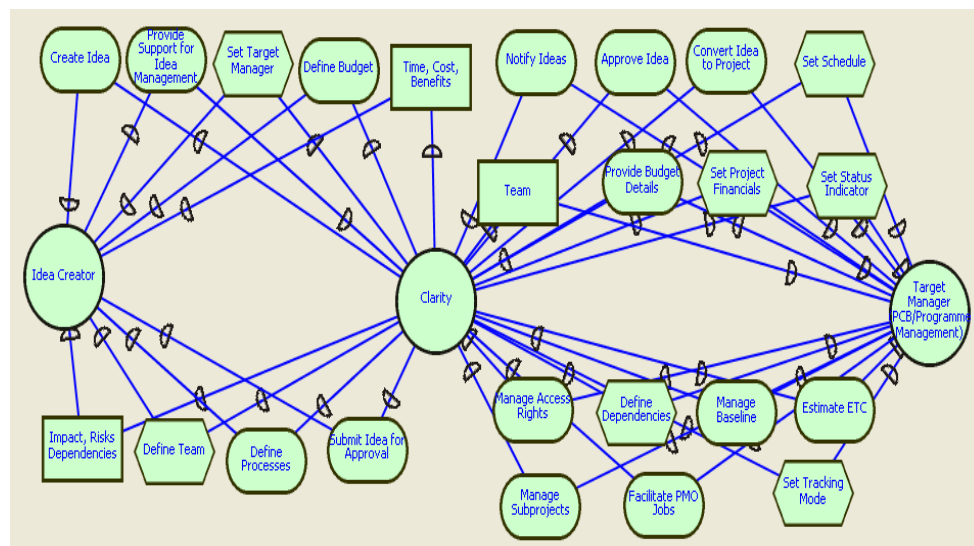 Create Idea
Provide
Support for
Idea
Management
Set Target
Manager
Define Budget
Time, Cost,
Benefits
Notify Ideas
Approve Idea
Convert Idea
to Project
Set Schedule
Team
Provide Budget
Details
Set Project
Financials
Set Status
Indicator
Idea Creator
Clarity
Target
Manager
PCB/Programme
Management)
Impact, Risks
Dependencies
Define Team
Define
Processes
Submit Idea for
Approval
Manage Access
Rights
Define
Dependencies
Manage
Baseline
Estimate ETC
Manage
Subprojects
Facilitate PMO
Jobs
Set Tracking
Mode